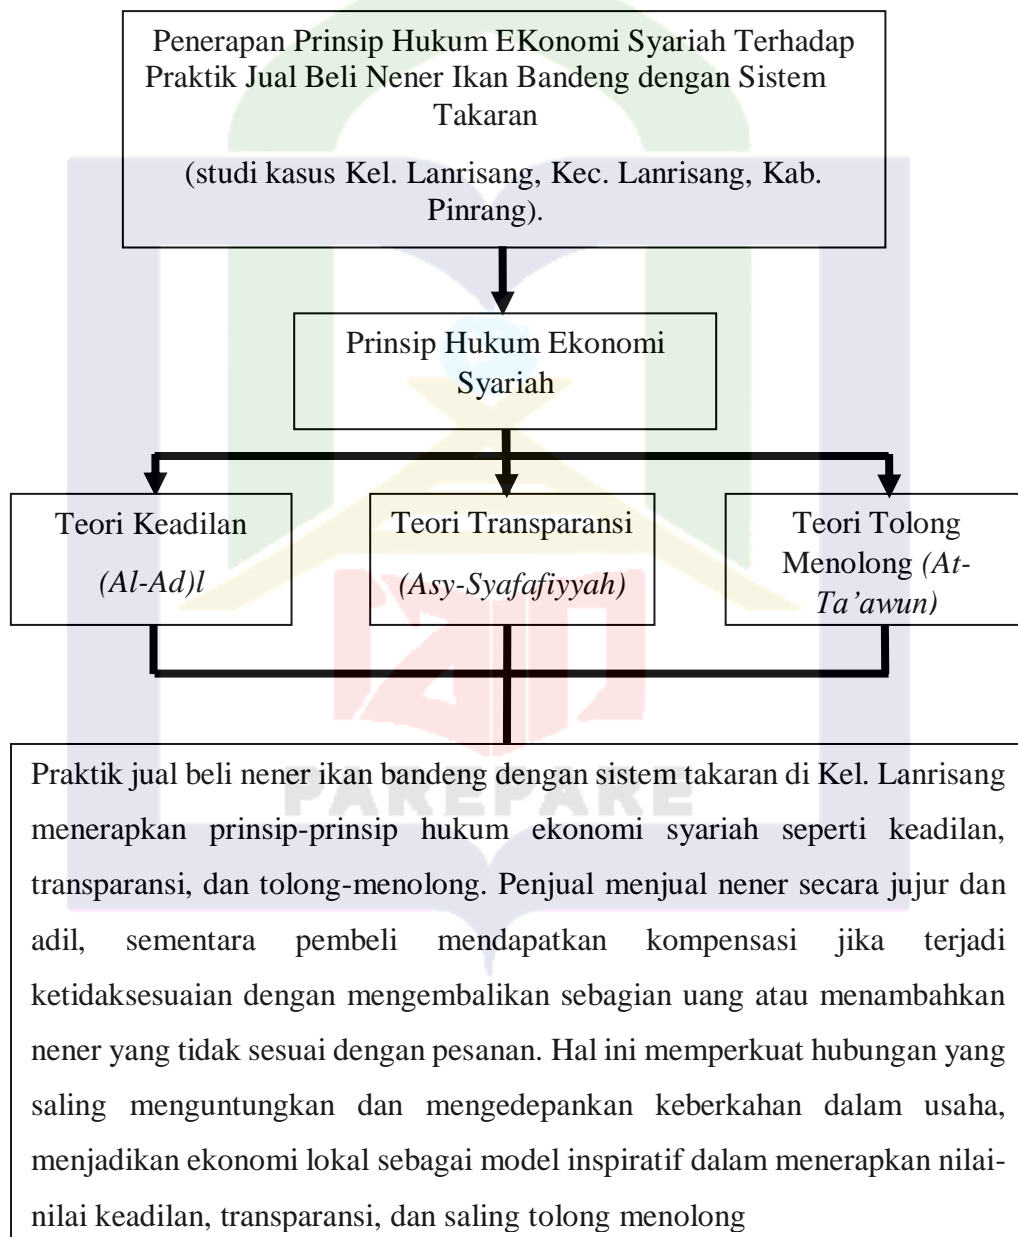 Penerapan Prinsip Hukum EKonomi Syariah Terhadap
Praktik Jual Beli Nener Ikan Bandeng dengan Sistem
Takaran
(studi kasus Kel. Lanrisang, Kec. Lanrisang, Kab.
Pinrang).
Prinsip Hukum Ekonomi
Syariah
Teori Keadilan
(Al-Ad)l
Teori Transparansi
(Asy-Syafafiyyah)
Teori Tolong
Menolong (At-
Ta’awun)
Praktik jual beli nener ikan bandeng dengan sistem takaran di Kel. Lanrisang
menerapkan prinsip-prinsip hukum ekonomi syariah seperti keadilan,
transparansi, dan tolong-menolong. Penjual menjual nener secara jujur dan
adil, sementara pembeli mendapatkan kompensasi jika terjadi
ketidaksesuaian dengan mengembalikan sebagian uang atau menambahkan
nener yang tidak sesuai dengan pesanan. Hal ini memperkuat hubungan yang
saling menguntungkan dan mengedepankan keberkahan dalam usaha,
menjadikan ekonomi lokal sebagai model inspiratif dalam menerapkan nilai-
nilai keadilan, transparansi, dan saling tolong menolong
PAREPARE